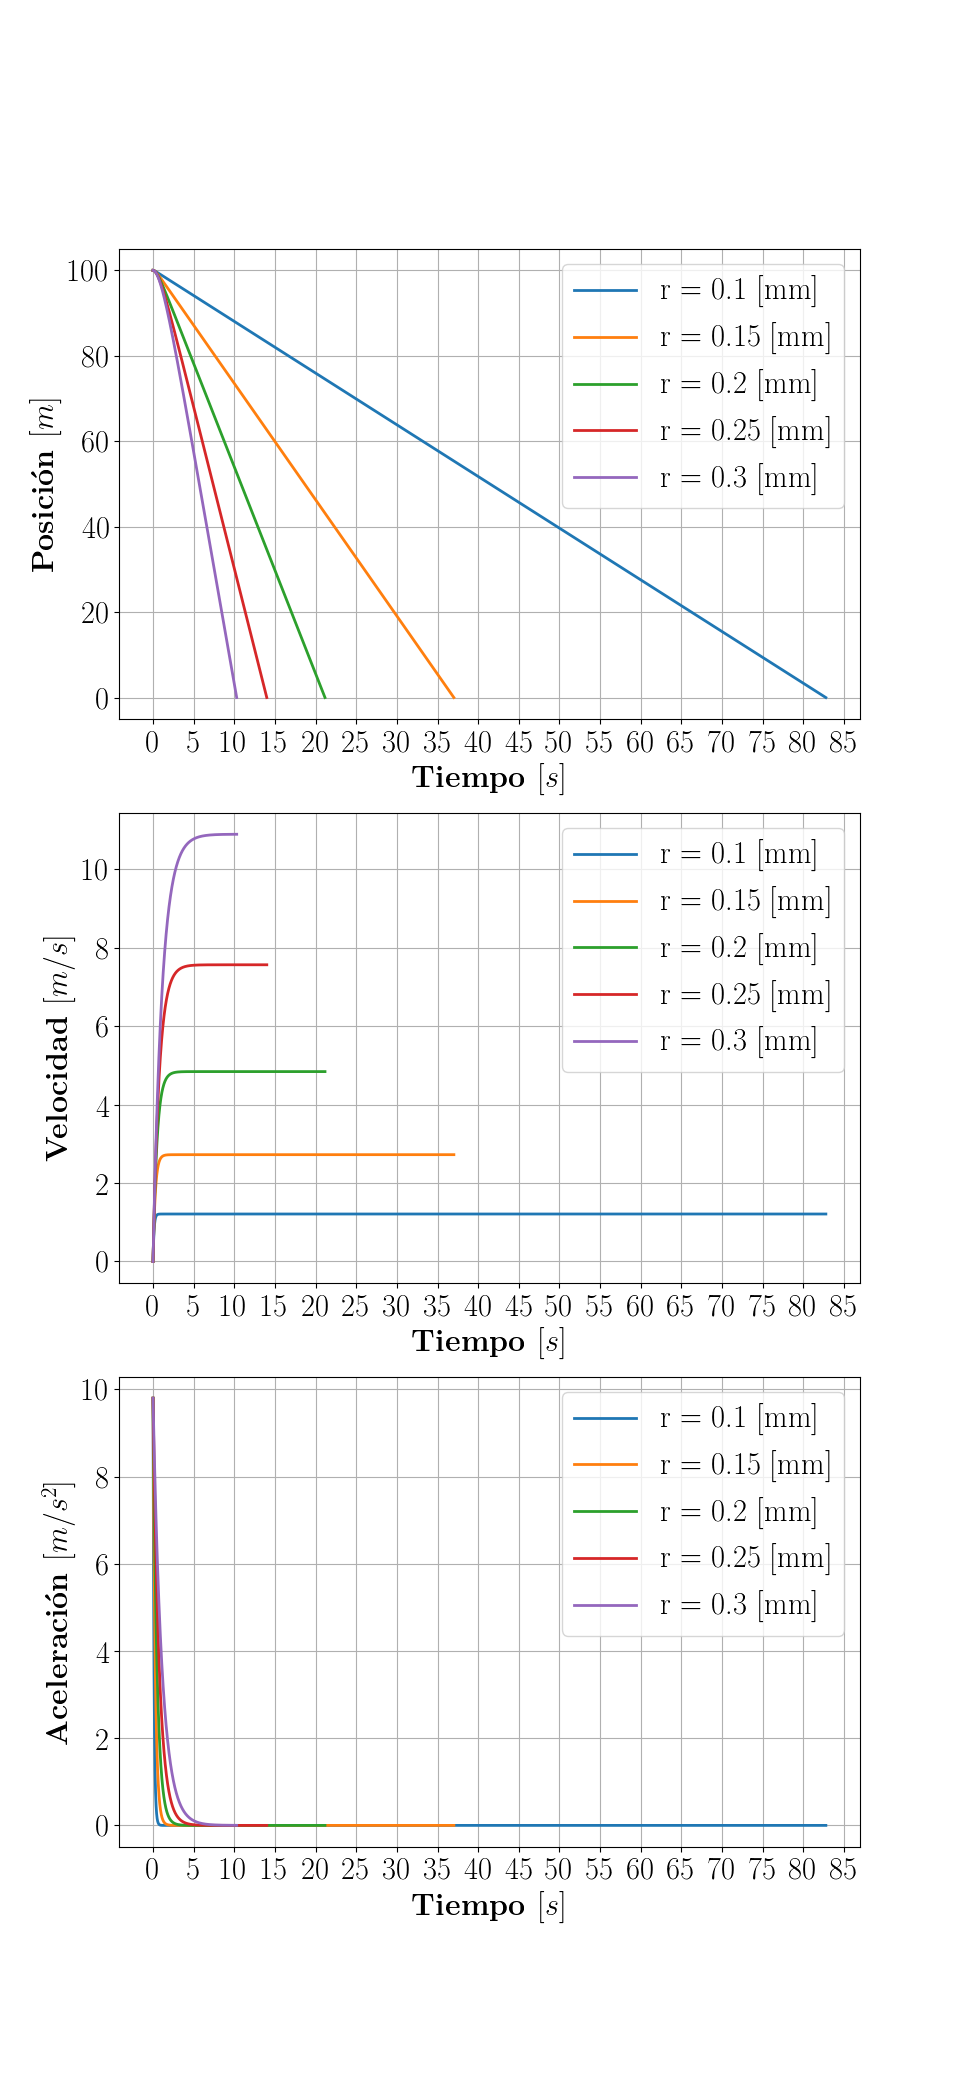 100
80
60
40
20
0
Posición [m]
r = 0.1 [mm]
r = 0.15 [mm]
r = 0.2 [mm]
r = 0.25 [mm]
r = 0.3 [mm]
0 5 10 15 20 25 30 35 40 45 50 55 60 65 70 75 80 85
Tiempo [s]
10
8
6
4
2
0
Velocidad [m/s]
r = 0.1 [mm]
r = 0.15 [mm]
r = 0.2 [mm]
r = 0.25 [mm]
r = 0.3 [mm]
0 5 10 15 20 25 30 35 40 45 50 55 60 65 70 75 80 85
Tiempo [s]
10
8
6
4
2
0
Aceleración [m/s²]
r = 0.1 [mm]
r = 0.15 [mm]
r = 0.2 [mm]
r = 0.25 [mm]
r = 0.3 [mm]
0 5 10 15 20 25 30 35 40 45 50 55 60 65 70 75 80 85
Tiempo [s]